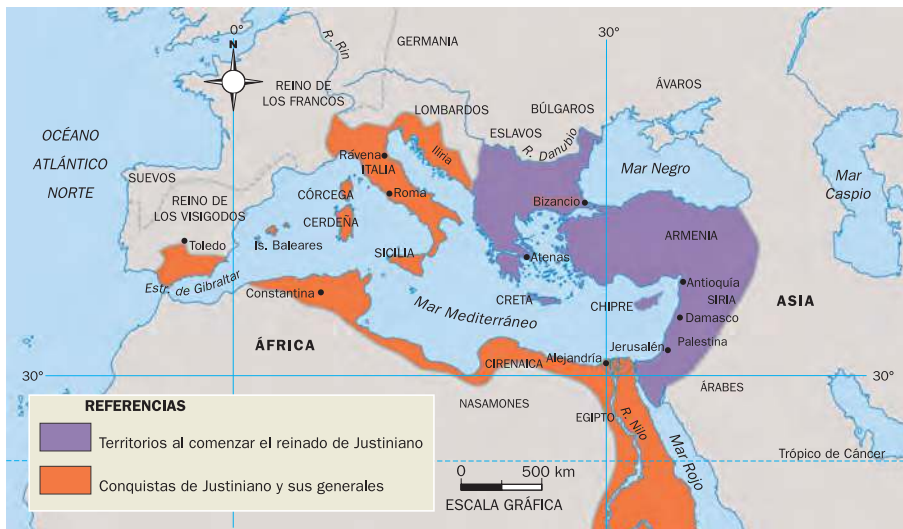 0°
N
R. Rin
GERMANIA
30°
REINO DE
LOS FRANCOS
LOMBARDOS
BÚLGAROS
ÁVAROS
ESLAVOS
R. Danubio
OCÉANO
ATLÁNTICO
NORTE
Iliria
Rávena
ITALIA
Mar Negro
Mar
Caspio
SUEVOS
REINO DE
LOS VISIGODOS
CÓRCEGA
Roma
Bizancio
CERDEÑA
ARMENIA
Toledo
Is. Baleares
SICILIA
Atenas
Estr. de Gibraltar
Constantina
CRETA
CHIPRE
Antioquía
SIRIA
ASIA
Mar Mediterráneo
Damasco
ÁFRICA
CIRENAICA
Alejandría
Jerusalén
Palestina
30°
30°
NASAMONES
ÁRABES
EGIPTO
R. Nilo
Mar Rojo
Trópico de Cáncer
REFERENCIAS
Territorios al comenzar el reinado de Justiniano
Conquistas de Justiniano y sus generales
0 500 km
ESCALA GRÁFICA